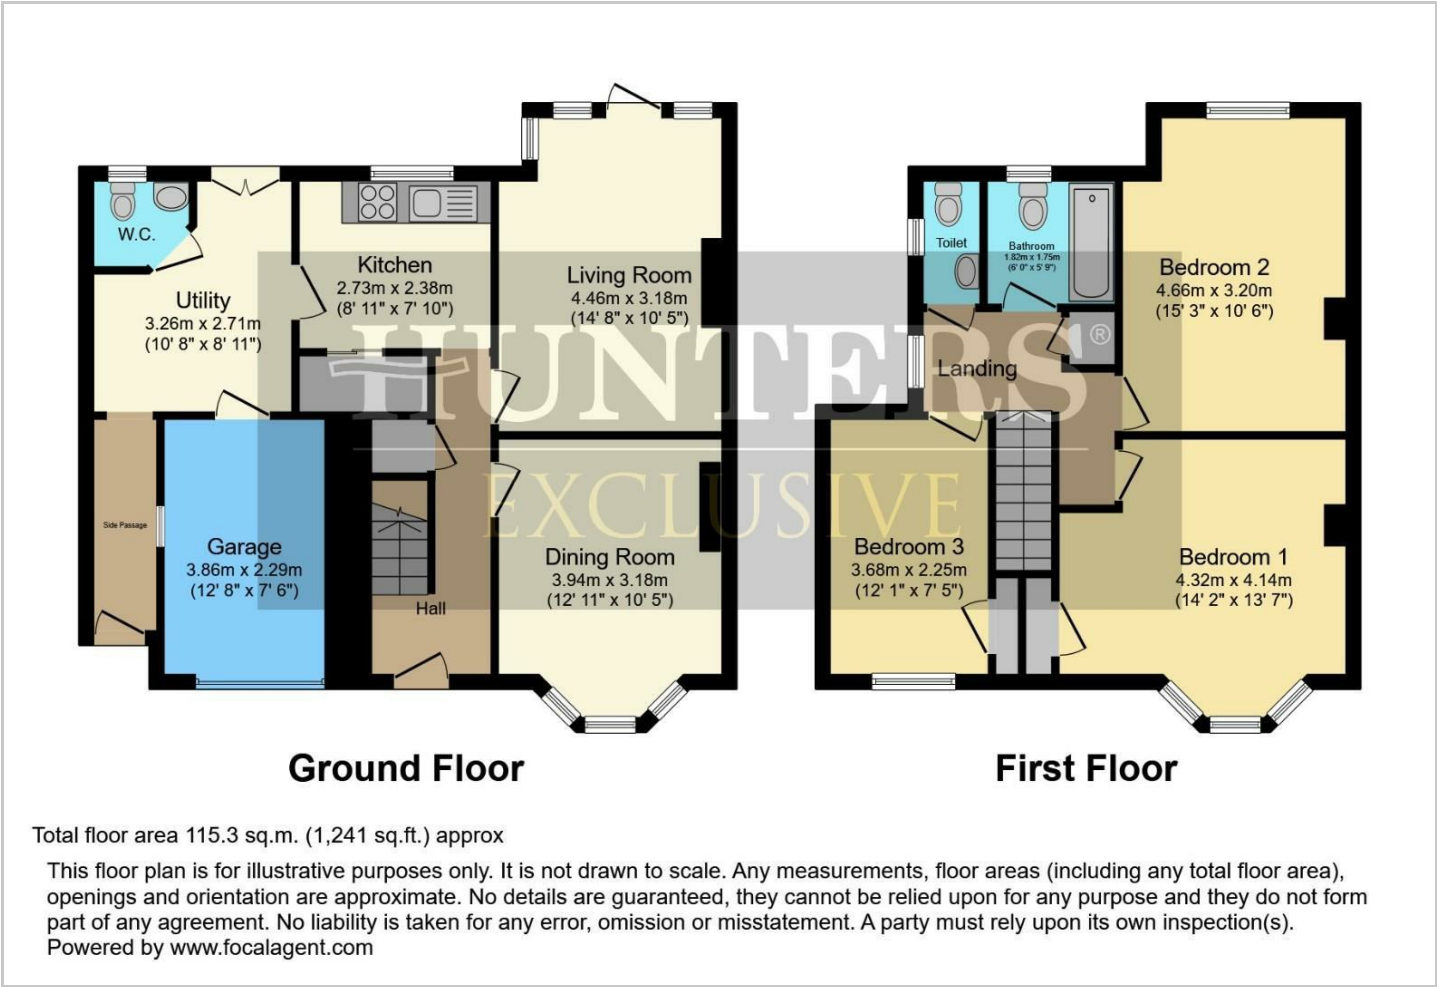 W.C.
Utility
3.26m x 2.71m
(10' 8" x 8' 11")
Kitchen
2.73m x 2.38m
(8' 11" x 7' 10")
Living Room
4.46m x 3.18m
(14' 8" x 10' 5")
Side Passage
Garage
3.86m x 2.29m
(12' 8" x 7' 6")
Hall
Dining Room
3.94m x 3.18m
(12' 11" x 10' 5")
Toilet
Bathroom
1.82m x 1.75m
(6' 0" x 5' 9")
Bedroom 2
4.66m x 3.20m
(15' 3" x 10' 6")
Landing
Bedroom 3
3.68m x 2.25m
(12' 1" x 7' 5")
Bedroom 1
4.32m x 4.14m
(14' 2" x 13' 7")
HUNTERS®
EXCLUSIVE
Ground Floor
First Floor
Total floor area 115.3 sq.m. (1,241 sq.ft.) approx
This floor plan is for illustrative purposes only. It is not drawn to scale. Any measurements, floor areas (including any total floor area),
openings and orientation are approximate. No details are guaranteed, they cannot be relied upon for any purpose and they do not form
part of any agreement. No liability is taken for any error, omission or misstatement. A party must rely upon its own inspection(s).
Powered by www.focalagent.com